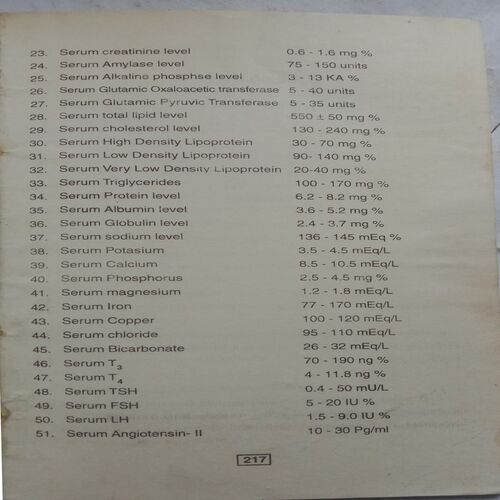 23. Serum creatinine level 0.6 - 1.6 mg %
24. Serum Amylase level 75 - 150 units
25. Serum Alkaline phosphse level 3 - 13 KA %
26. Serum Glutamic Oxaloacetic transferase 5 - 40 units
27. Serum Glutamic Pyruvic Transferase 5 - 35 units
28. Serum total lipid level 550 ± 50 mg %
29. Serum cholesterol level 130 - 240 mg %
30. Serum High Density Lipoprotein 30 - 70 mg %
31. Serum Low Density Lipoprotein 90- 140 mg %
32. Serum Very Low Density Lipoprotein 20-40 mg %
33. Serum Triglycerides 100 - 170 mg %
34. Serum Protein level 6.2 - 8.2 mg %
35. Serum Albumin level 3.6 - 5.2 mg %
36. Serum Globulin level 2.4 - 3.7 mg %
37. Serum sodium level 136 - 145 mEq %
38. Serum Potasium 3.5 - 4.5 mEq/L
39. Serum Calcium 8.5 - 10.5 mEq/L
40. Serum Phosphorus 2.5 - 4.5 mg %
41. Serum magnesium 1.2 - 1.8 mEq/L
42. Serum Iron 77 - 170 mEq/L
43. Serum Copper 100 - 120 mEq/L
44. Serum chloride 95 - 110 mEq/L
45. Serum Bicarbonate 26 - 32 mEq/L
46. Serum T3 70 - 190 ng %
47. Serum T4 4 - 11.8 ng %
48. Serum TSH 0.4 - 50 mU/L
49. Serum FSH 5 - 20 IU %
50. Serum LH 1.5 - 9.0 IU %
51. Serum Angiotensin- II 10 - 30 Pg/ml
217